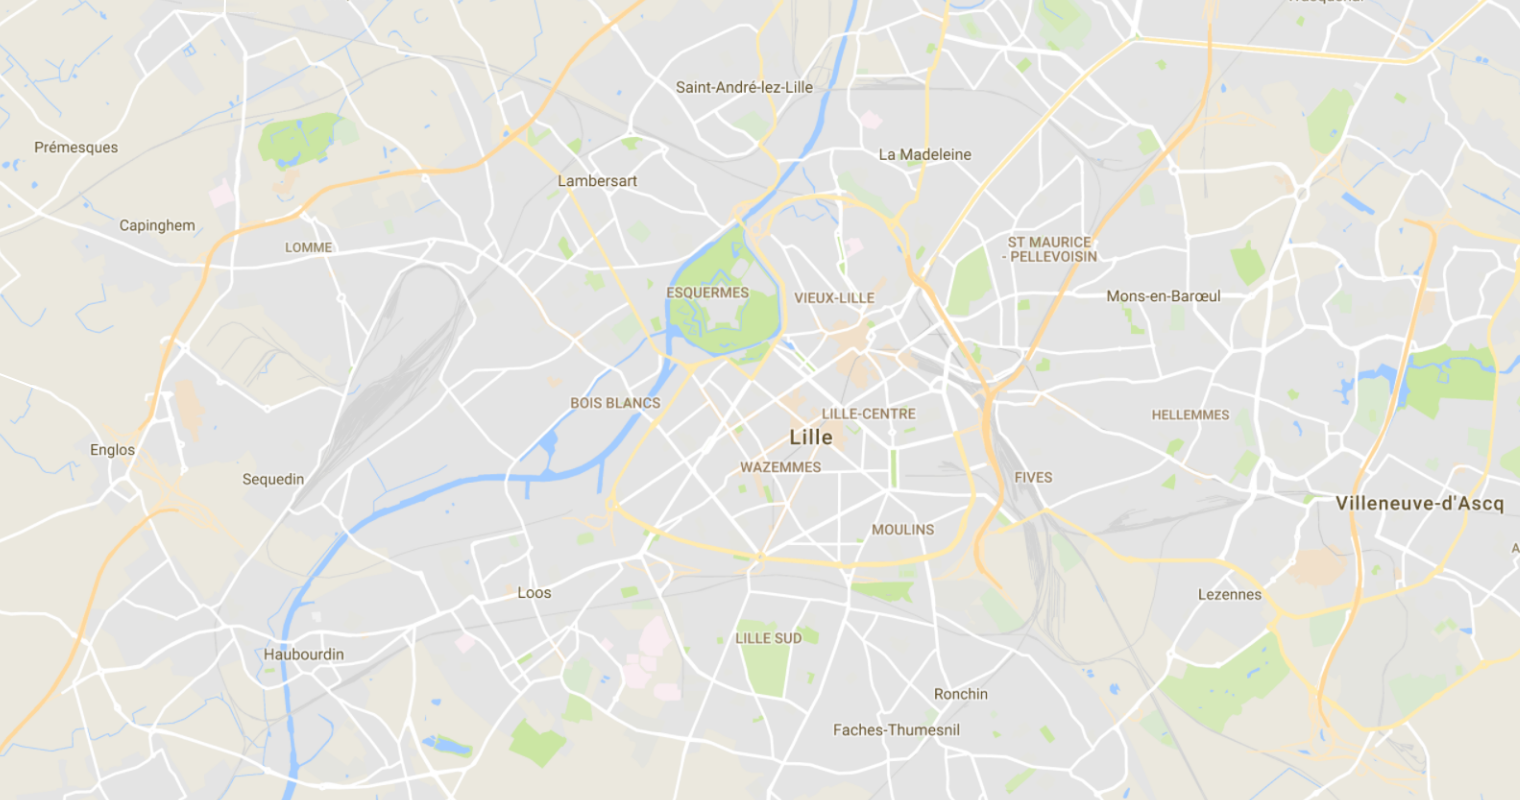 Saint-André-lez-Lille
Prémesques
La Madeleine
Lambersart
Capinghem
LOMME
ST MAURICE
- PELLEVOISIN
ESQUERMES
VIEUX-LILLE
Mons-en-Barœul
BOIS BLANCS
LILLE-CENTRE
HELLEMMES
Lille
Englos
WAZEMMES
Sequedin
FIVES
Villeneuve-d'Ascq
MOULINS
Loos
Lezennes
LILLE SUD
Haubourdin
Ronchin
Faches-Thumesnil